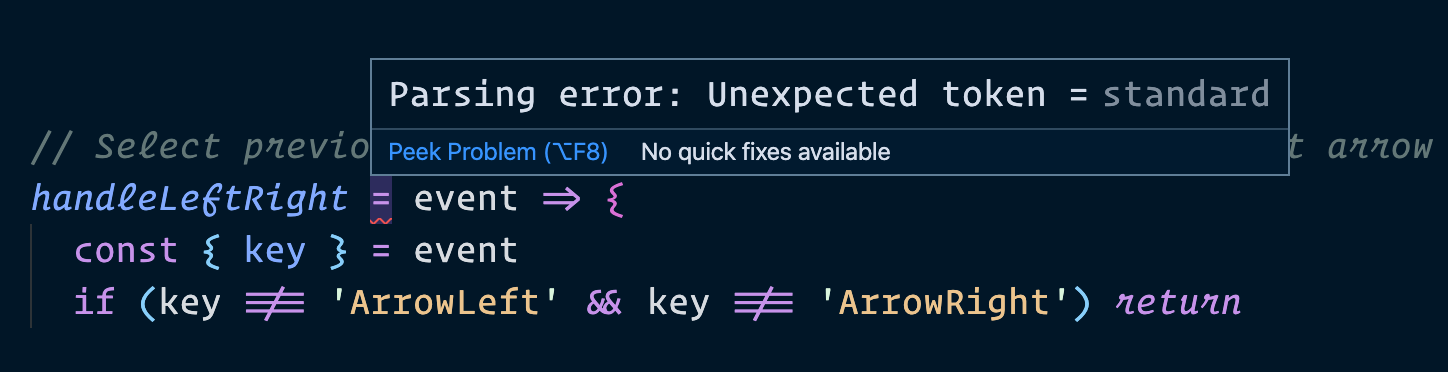 Parsing error: Unexpected token = standard
Peek Problem (⌥F8) No quick fixes available
// Select previo t arrow
handleLeftRight = event => {
const { key } = event
if (key !== 'ArrowLeft' && key !== 'ArrowRight') return